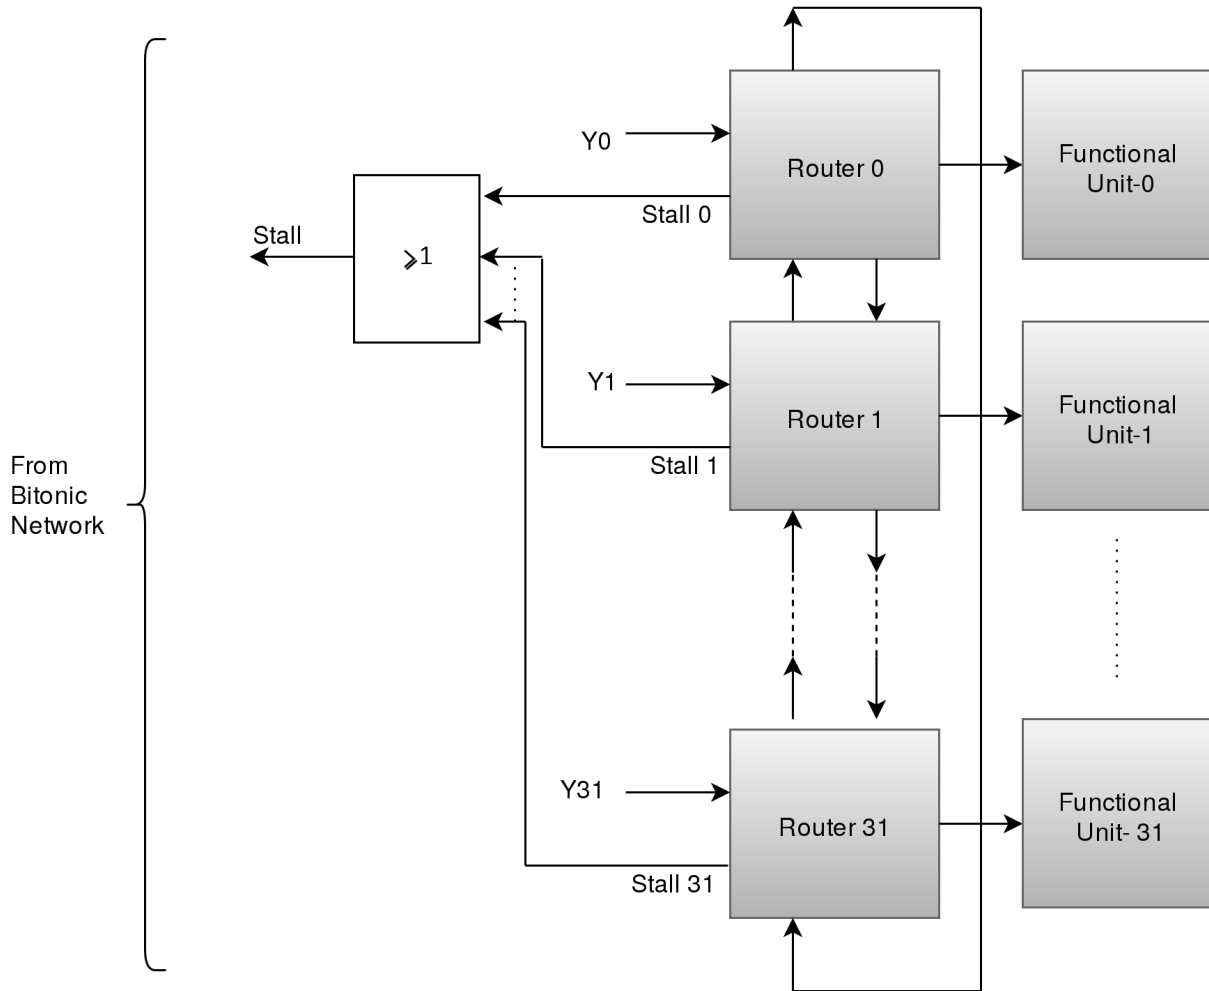 Y0
Router 0
Functional
Unit-0
Stall 0
Stall
⩾1
Y1
Router 1
Functional
Unit-1
Stall 1
From
Bitonic
Network
Y31
Router 31
Functional
Unit- 31
Stall 31